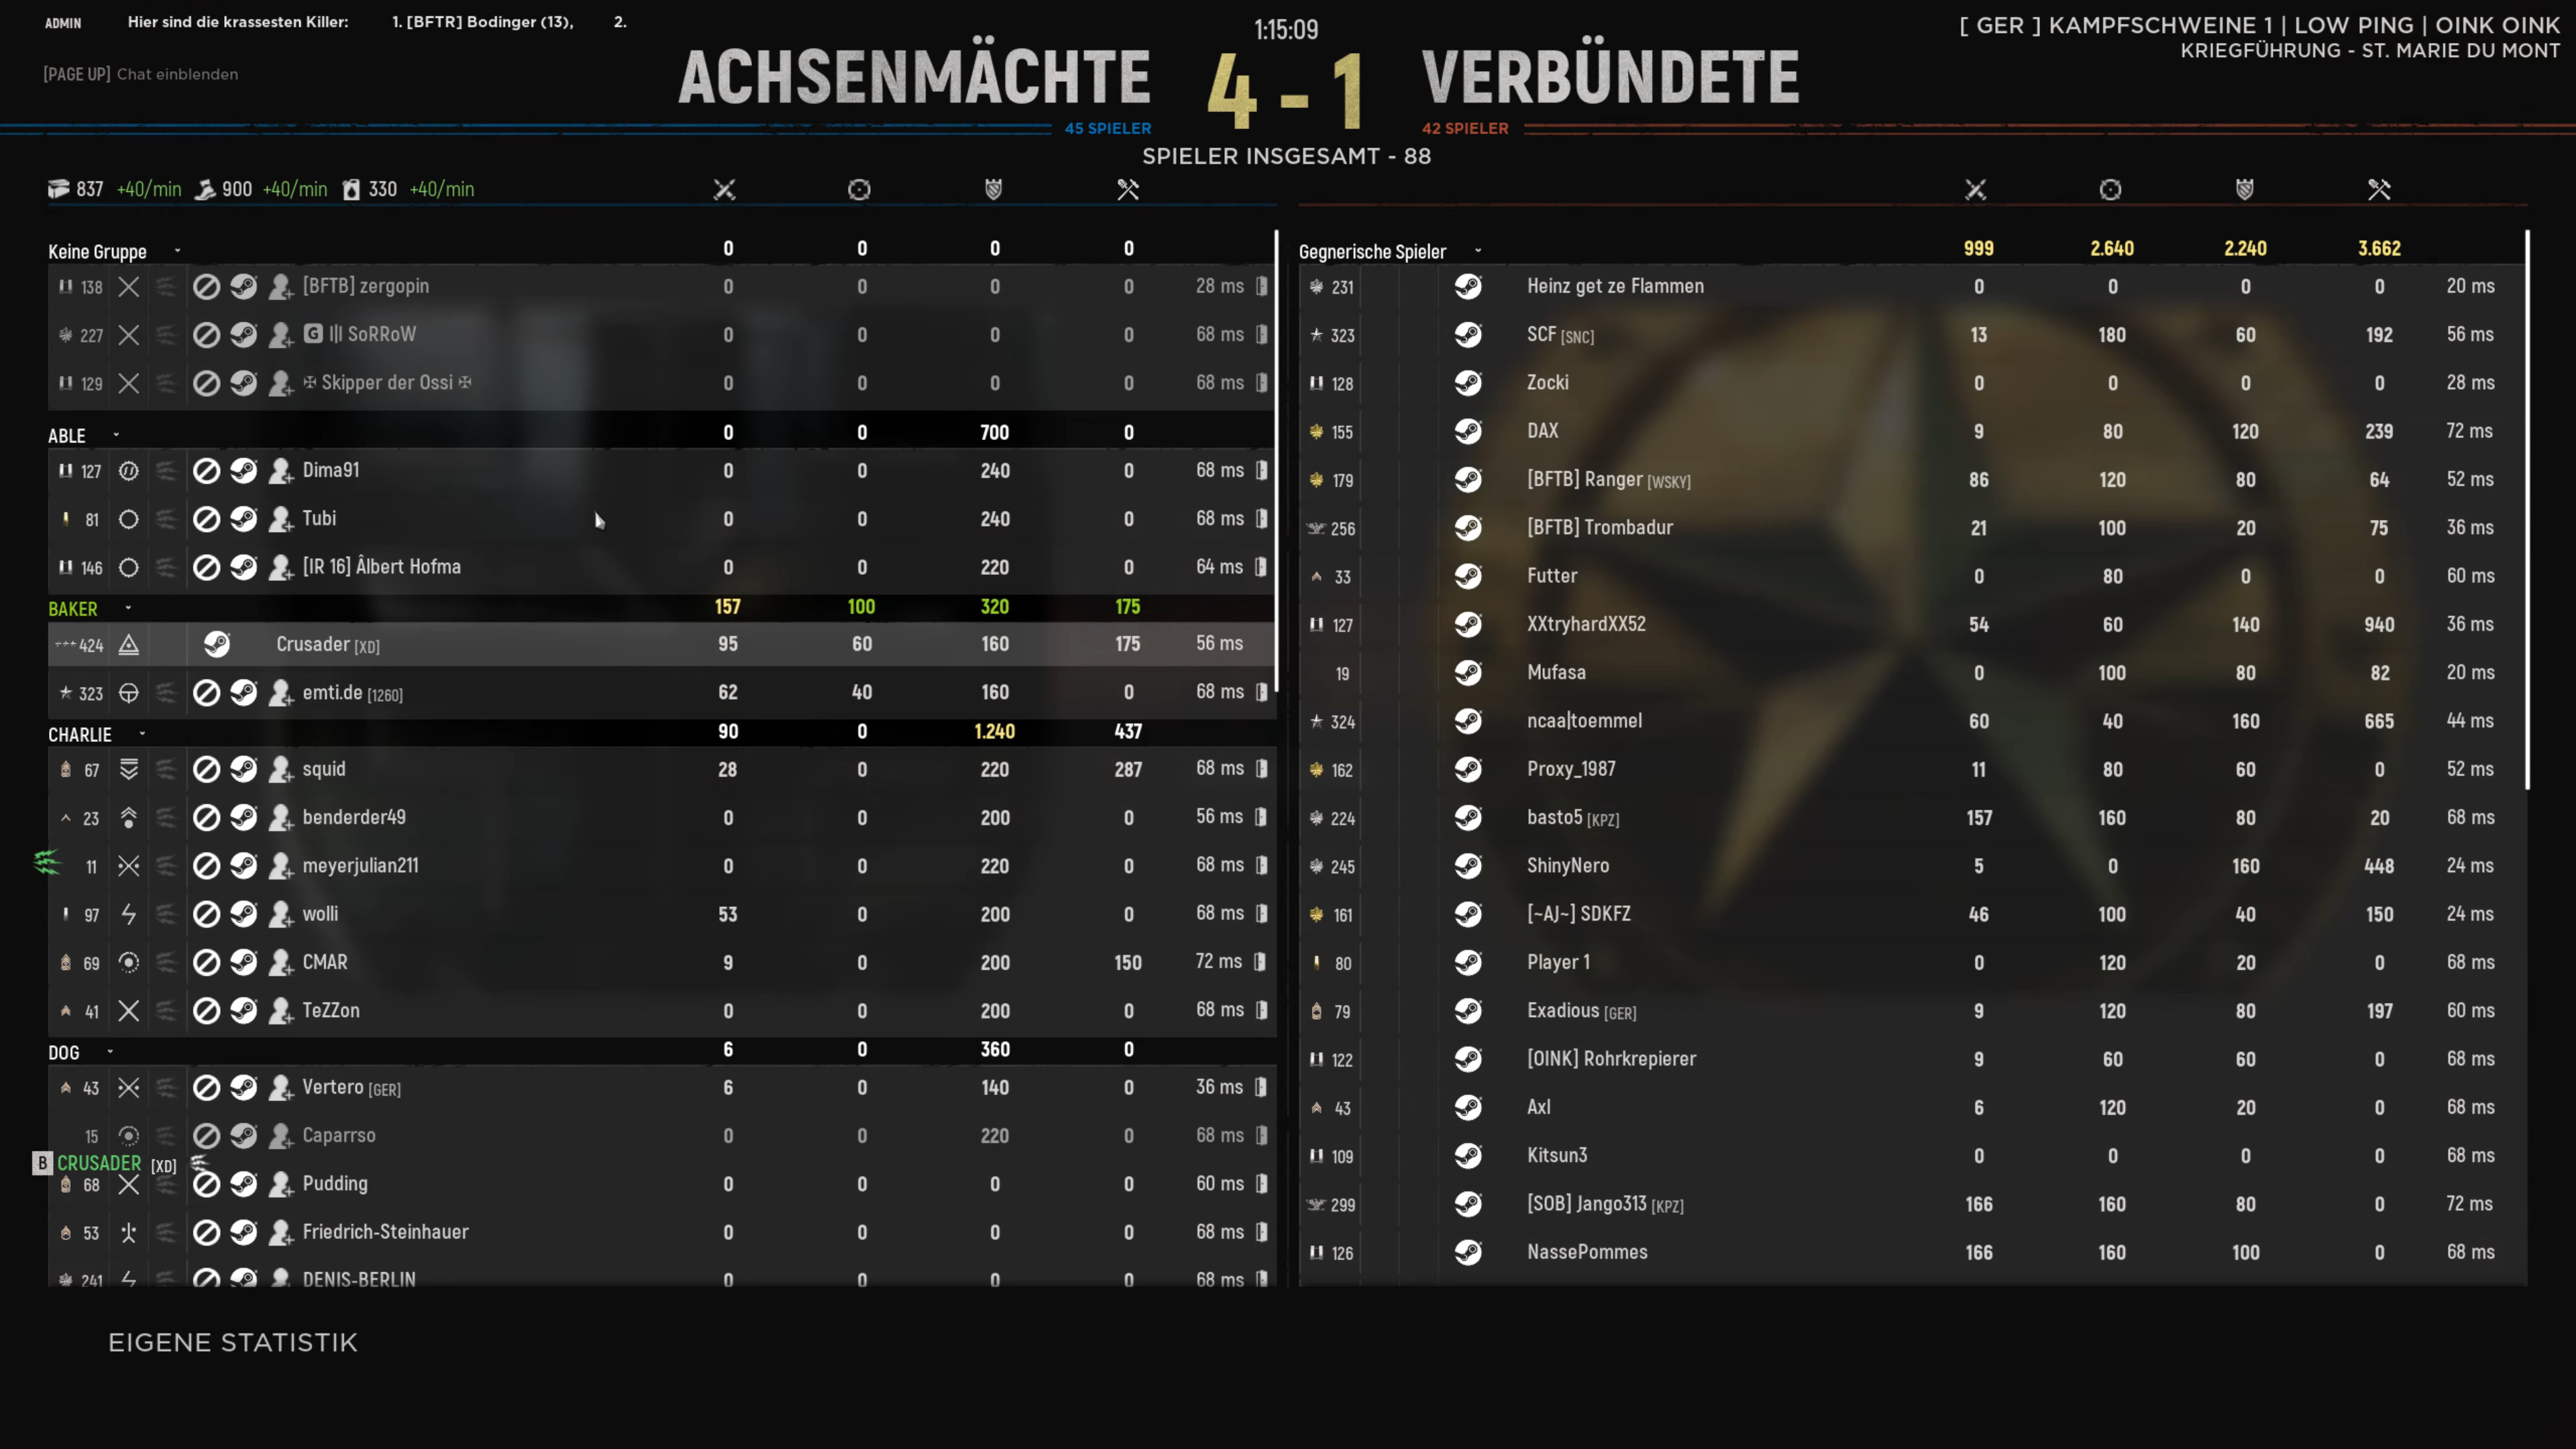 ADMIN Hier sind die krassesten Killer: 1. [BFTR] Bodinger (13), 2.
[PAGE UP] Chat einblenden
1:15:09
ACHSENMÄCHTE 4 - 1 VERBÜNDETE
45 SPIELER 42 SPIELER
SPIELER INSGESAMT - 88
[ GER ] KAMPFSCHWEINE 1 | LOW PING | OINK OINK
KRIEGFÜHRUNG - ST. MARIE DU MONT
837 +40/min 900 +40/min 330 +40/min
Keine Gruppe 0 0 0 0
138 [BFTB] zergopin 0 0 0 0 28 ms
227 G I|I SoRRoW 0 0 0 0 68 ms
129 ✠ Skipper der Ossi ✠ 0 0 0 0 68 ms
ABLE 0 0 700 0
127 Dima91 0 0 240 0 68 ms
81 Tubi 0 0 240 0 68 ms
146 [IR 16] Âlbert Hofma 0 0 220 0 64 ms
BAKER 157 100 320 175
424 Crusader [XD] 95 60 160 175 56 ms
323 emti.de [1260] 62 40 160 0 68 ms
CHARLIE 90 0 1.240 437
67 squid 28 0 220 287 68 ms
23 benderder49 0 0 200 0 56 ms
11 meyerjulian211 0 0 220 0 68 ms
97 wolli 53 0 200 0 68 ms
69 CMAR 9 0 200 150 72 ms
41 TeZZon 0 0 200 0 68 ms
DOG 6 0 360 0
43 Vertero [GER] 6 0 140 0 36 ms
15 Caparrso 0 0 220 0 68 ms
B CRUSADER [XD]
68 Pudding 0 0 0 0 60 ms
53 Friedrich-Steinhauer 0 0 0 0 68 ms
241 DENIS-BERLIN 0 0 0 0 68 ms
Gegnerische Spieler 999 2.640 2.240 3.662
231 Heinz get ze Flammen 0 0 0 0 20 ms
323 SCF [SNC] 13 180 60 192 56 ms
128 Zocki 0 0 0 0 28 ms
155 DAX 9 80 120 239 72 ms
179 [BFTB] Ranger [WSKY] 86 120 80 64 52 ms
256 [BFTB] Trombadur 21 100 20 75 36 ms
33 Futter 0 80 0 0 60 ms
127 XXtryhardXX52 54 60 140 940 36 ms
19 Mufasa 0 100 80 82 20 ms
324 ncaa|toemmel 60 40 160 665 44 ms
162 Proxy_1987 11 80 60 0 52 ms
224 basto5 [KPZ] 157 160 80 20 68 ms
245 ShinyNero 5 0 160 448 24 ms
161 [~AJ~] SDKFZ 46 100 40 150 24 ms
80 Player 1 0 120 20 0 68 ms
79 Exadious [GER] 9 120 80 197 60 ms
122 [OINK] Rohrkrepierer 9 60 60 0 68 ms
43 Axl 6 120 20 0 68 ms
109 Kitsun3 0 0 0 0 68 ms
299 [SOB] Jango313 [KPZ] 166 160 80 0 72 ms
126 NassePommes 166 160 100 0 68 ms
EIGENE STATISTIK